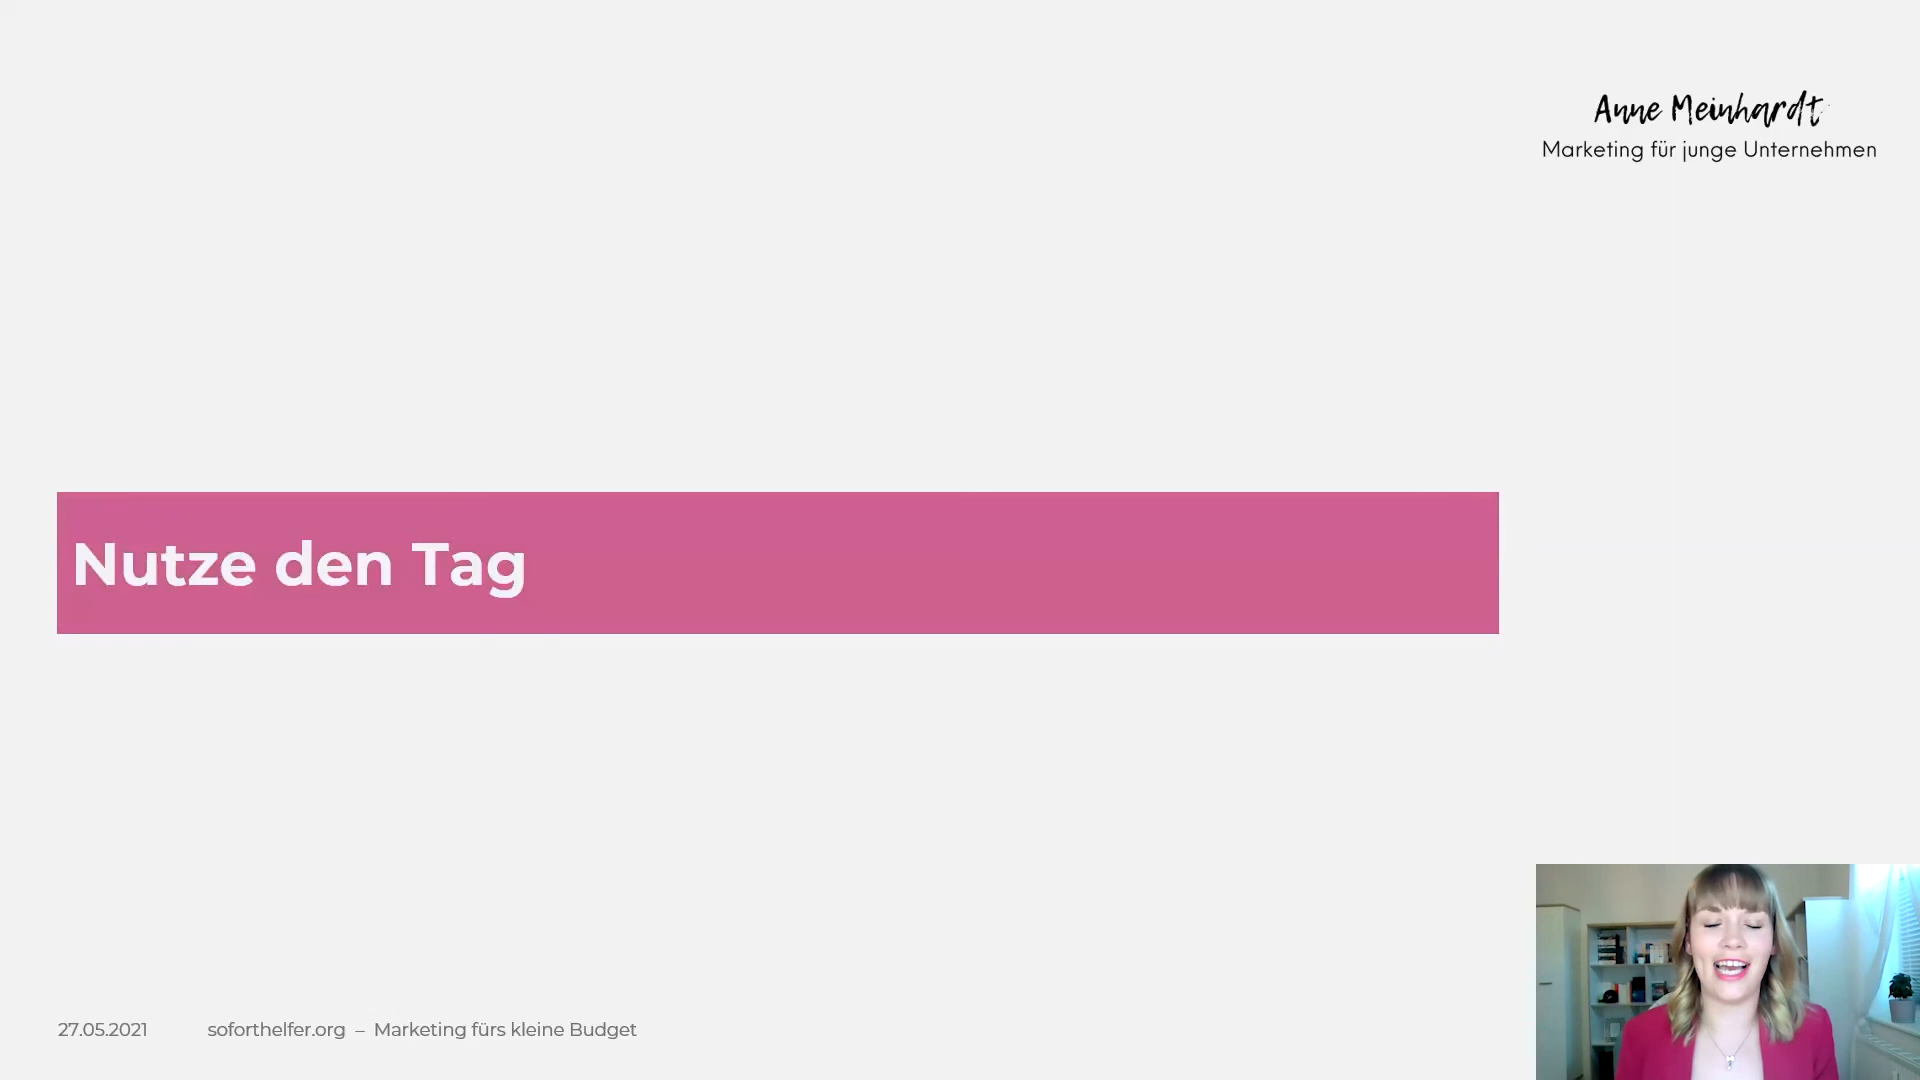 Anne Meinhardt
Marketing für junge Unternehmen
Nutze den Tag
27.05.2021 soforthelfer.org – Marketing fürs kleine Budget